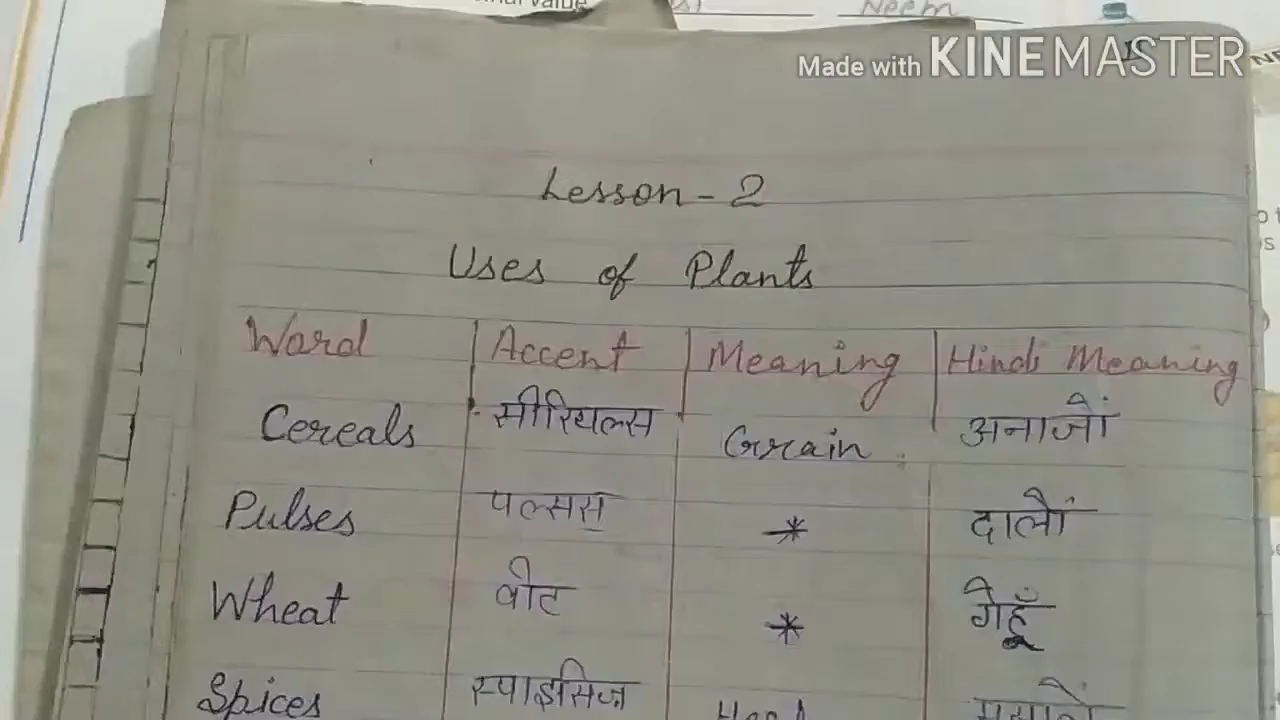 Neem
Made with KINEMASTER
Lesson - 2
Uses of Plants
Word Accent Meaning Hindi Meaning
Cereals सीरियल्स Grain अनाजों
Pulses पल्सस * दालों
Wheat वीट * गेहूँ
Spices स्पाइसिज़